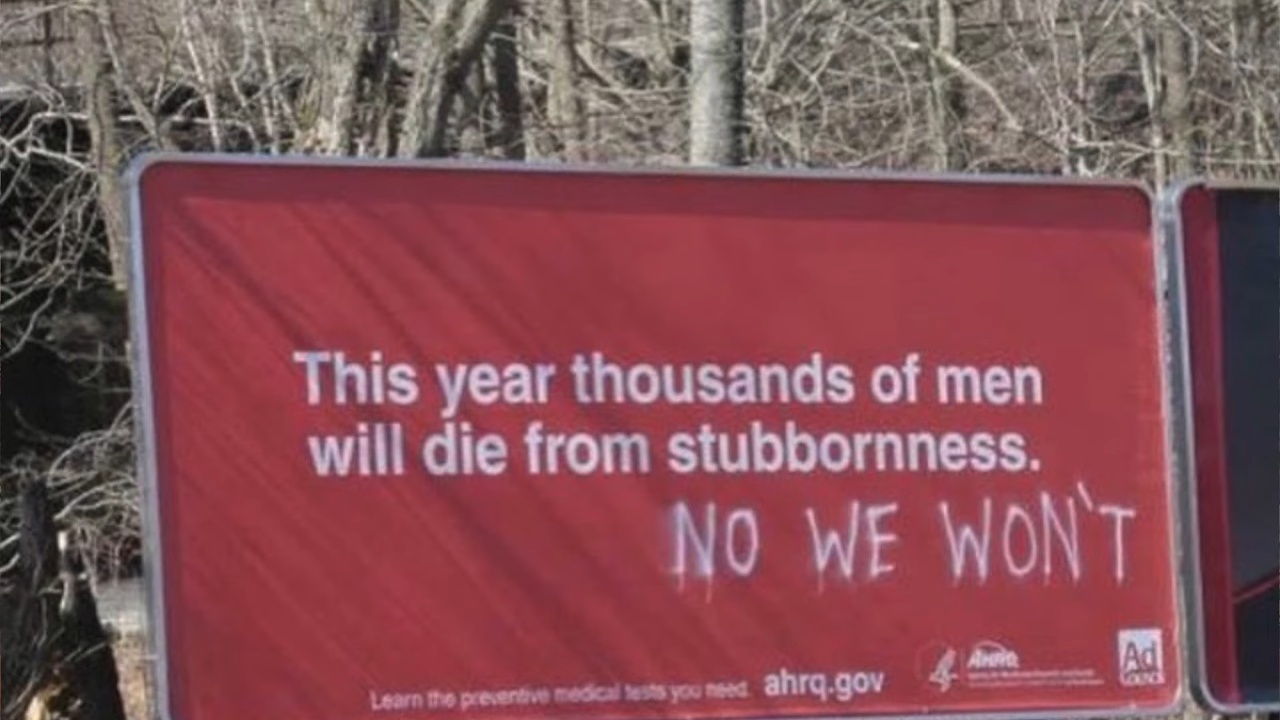 This year thousands of men
will die from stubbornness.
NO WE WON'T
Learn the preventive medical tests you need. ahrq.gov
AHRQ
Ad
COUNCIL